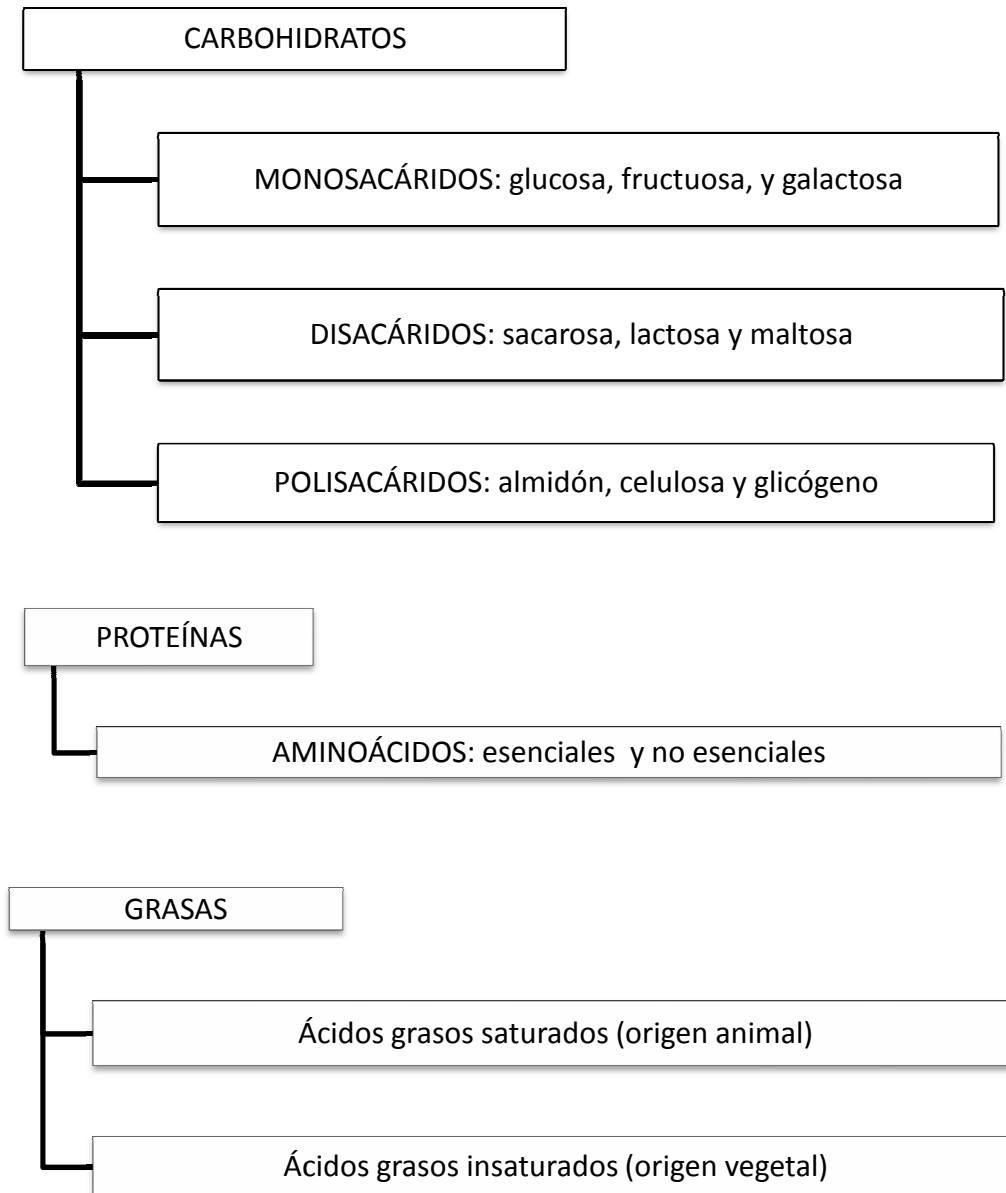 CARBOHIDRATOS
MONOSACÁRIDOS: glucosa, fructuosa, y galactosa
DISACÁRIDOS: sacarosa, lactosa y maltosa
POLISACÁRIDOS: almidón, celulosa y glicógeno
PROTEÍNAS
AMINOÁCIDOS: esenciales  y no esenciales
GRASAS
Ácidos grasos saturados (origen animal)
Ácidos grasos insaturados (origen vegetal)